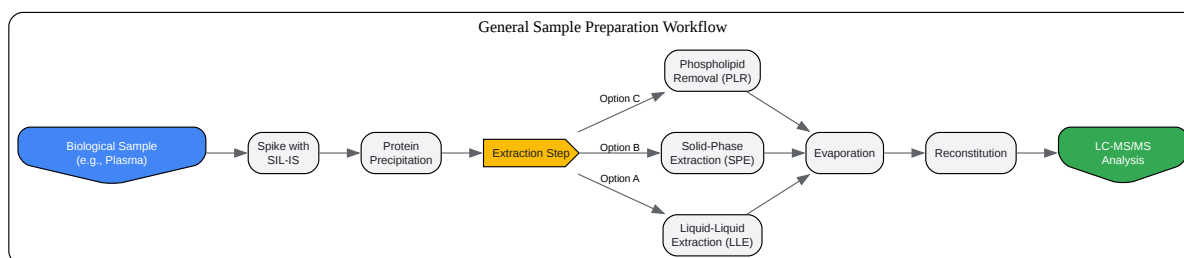 General Sample Preparation Workflow
Biological Sample
(e.g., Plasma)
Spike with
SIL-IS
Protein
Precipitation
Extraction Step
Option C
Option B
Option A
Phospholipid
Removal (PLR)
Solid-Phase
Extraction (SPE)
Liquid-Liquid
Extraction (LLE)
Evaporation
Reconstitution
LC-MS/MS
Analysis